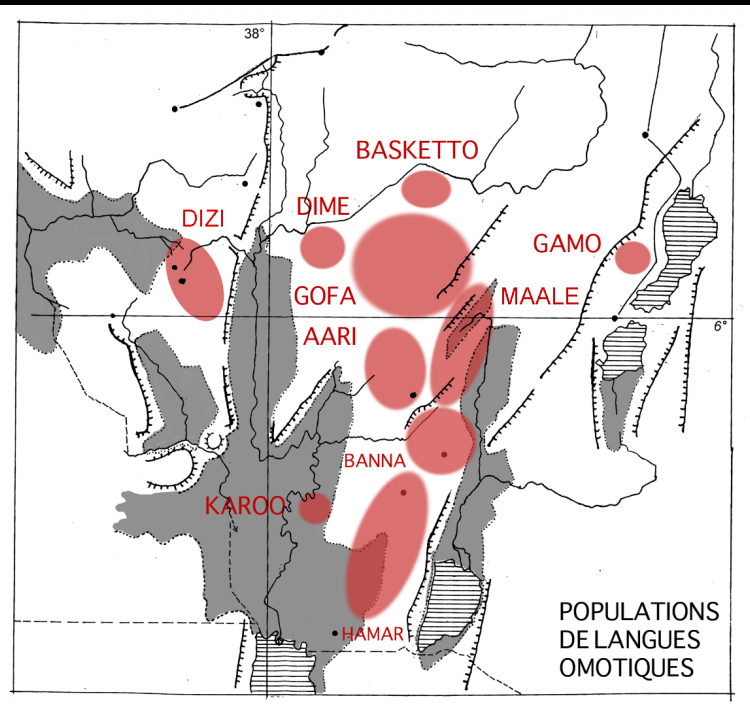 38°
BASKETTO
DIME
DIZI
GAMO
GOFA
MAALE
6°
AARI
BANNA
KAROO
HAMAR
POPULATIONS
DE LANGUES
OMOTIQUES